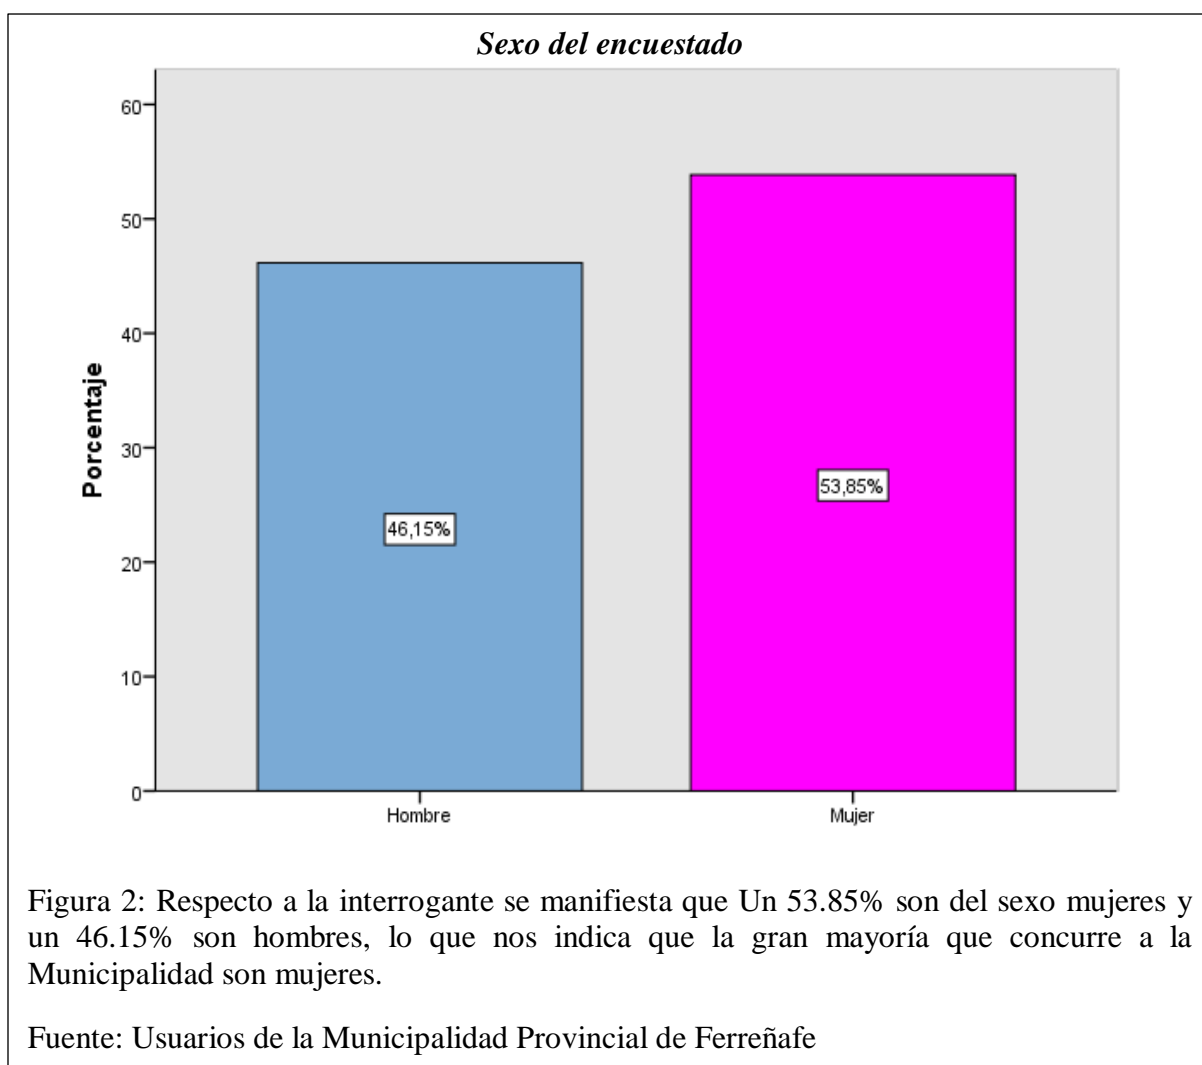 Sexo del encuestado
60
50
40
30
20
10
0
Porcentaje
46,15%
53,85%
Hombre
Mujer
Figura 2: Respecto a la interrogante se manifiesta que Un 53.85% son del sexo mujeres y
un 46.15% son hombres, lo que nos indica que la gran mayoría que concurre a la
Municipalidad son mujeres.
Fuente: Usuarios de la Municipalidad Provincial de Ferreñafe